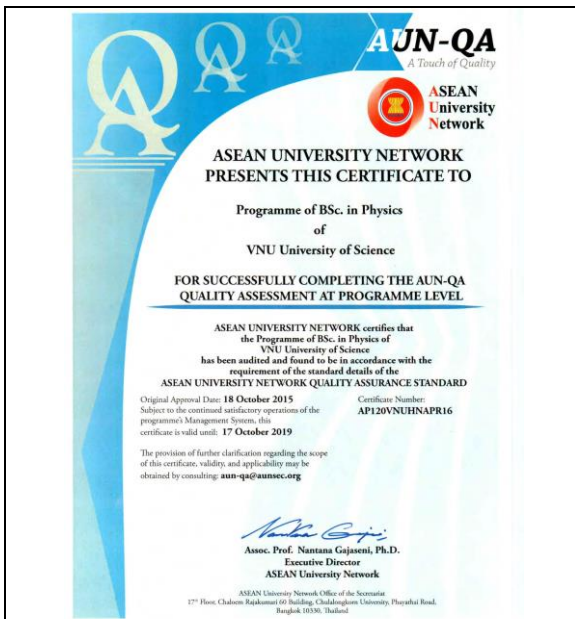 AUN-QA
A Touch of Quality
ASEAN
University
Network
ASEAN UNIVERSITY NETWORK
PRESENTS THIS CERTIFICATE TO
Programme of BSc. in Physics
of
VNU University of Science
FOR SUCCESSFULLY COMPLETING THE AUN-QA
QUALITY ASSESSMENT AT PROGRAMME LEVEL
ASEAN UNIVERSITY NETWORK certifies that
the Programme of BSc. in Physics of
VNU University of Science
has been audited and found to be in accordance with the
requirement of the standard details of the
ASEAN UNIVERSITY NETWORK QUALITY ASSURANCE STANDARD
Original Approval Date: 18 October 2015
Subject to the continued satisfactory operations of the
programme's Management System, this
certificate is valid until: 17 October 2019
Certificate Number:
AP120VNUHNAPR16
The provision of further clarification regarding the scope
of this certificate, validity, and applicability may be
obtained by consulting: aun-qa@aunsec.org
Nantana Gajaseni
Assoc. Prof. Nantana Gajaseni, Ph.D.
Executive Director
ASEAN University Network
ASEAN University Network Office of the Secretariat
17th Floor, Chaloem Rajakumari 60 Building, Chulalongkorn University, Phayathai Road,
Bangkok 10330, Thailand